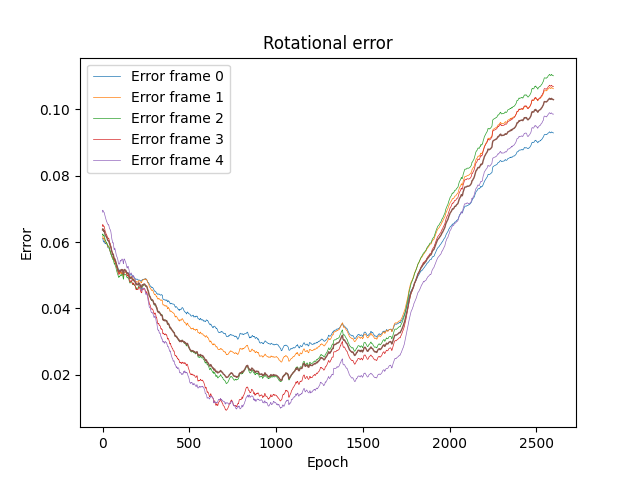 Rotational error
Error frame 0
Error frame 1
Error frame 2
Error frame 3
Error frame 4
0.10
0.08
0.06
0.04
0.02
Error
0 500 1000 1500 2000 2500
Epoch